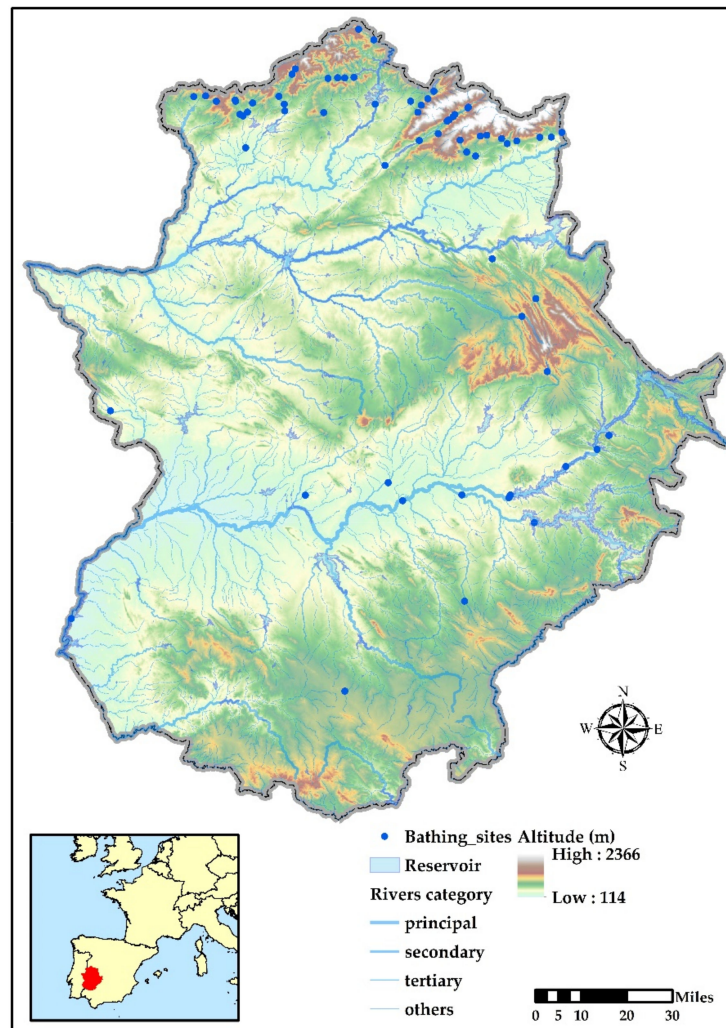 N
W E
S
Bathing_sites Altitude (m)
High : 2366
Reservoir
Rivers category
Low : 114
principal
secondary
tertiary
others
Miles
0 5 10 20 30